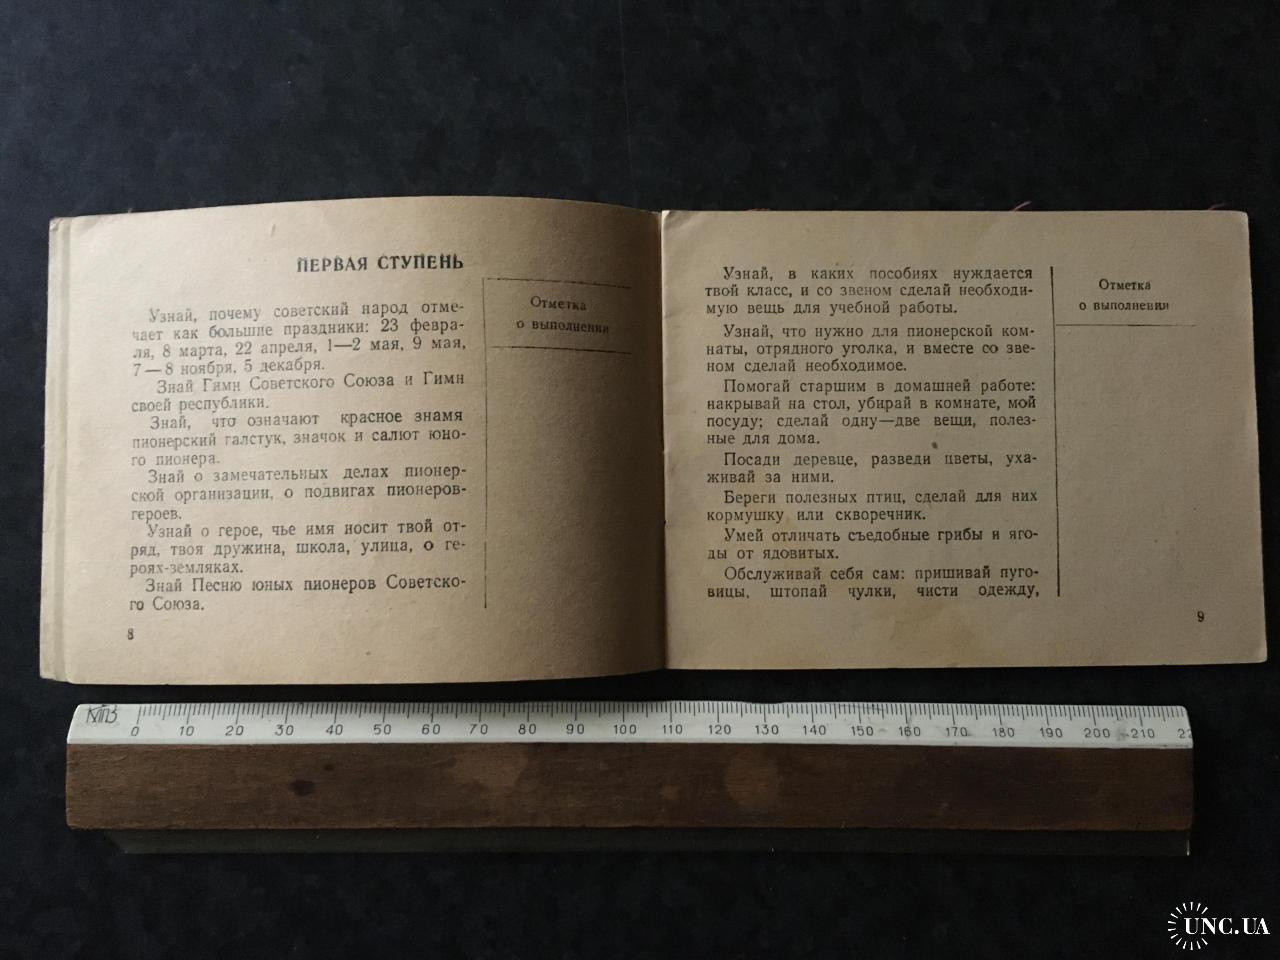 ПЕРВАЯ СТУПЕНЬ
Узнай, почему советский народ отме-
чает как большие праздники: 23 февра-
ля, 8 марта, 22 апреля, 1—2 мая, 9 мая,
7—8 ноября, 5 декабря.
Знай Гимн Советского Союза и Гимн
своей республики.
Знай, что означают красное знамя
пионерский галстук, значок и салют юно-
го пионера.
Знай о замечательных делах пионер-
ской организации, о подвигах пионеров-
героев.
Узнай о герое, чье имя носит твой от-
ряд, твоя дружина, школа, улица, о ге-
роях-земляках.
Знай Песню юных пионеров Советско-
го Союза.
Отметка
о выполнении
8
Узнай, в каких пособиях нуждается
твой класс, и со звеном сделай необходи-
мую вещь для учебной работы.
Узнай, что нужно для пионерской ком-
наты, отрядного уголка, и вместе со зве-
ном сделай необходимое.
Помогай старшим в домашней работе:
накрывай на стол, убирай в комнате, мой
посуду; сделай одну—две вещи, полез-
ные для дома.
Посади деревце, разведи цветы, уха-
живай за ними.
Береги полезных птиц, сделай для них
кормушку или скворечник.
Умей отличать съедобные грибы и яго-
ды от ядовитых.
Обслуживай себя сам: пришивай пуго-
вицы, штопай чулки, чисти одежду,
Отметка
о выполнении
9
0 10 20 30 40 50 60 70 80 90 100 110 120 130 140 150 160 170 180 190 200 210 22
UNC.UA